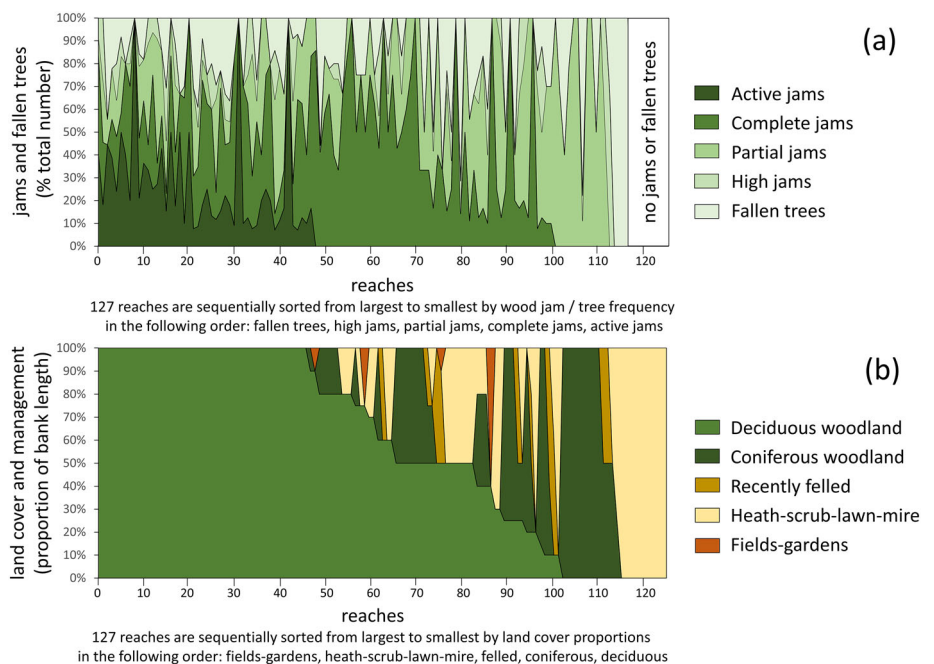 (a)
jams and fallen trees
(% total number)
100%
90%
80%
70%
60%
50%
40%
30%
20%
10%
0%
0 10 20 30 40 50 60 70 80 90 100 110 120
no jams or fallen trees
Active jams
Complete jams
Partial jams
High jams
Fallen trees
reaches
127 reaches are sequentially sorted from largest to smallest by wood jam / tree frequency
in the following order: fallen trees, high jams, partial jams, complete jams, active jams
(b)
land cover and management
(proportion of bank length)
100%
90%
80%
70%
60%
50%
40%
30%
20%
10%
0%
0 10 20 30 40 50 60 70 80 90 100 110 120
Deciduous woodland
Coniferous woodland
Recently felled
Heath-scrub-lawn-mire
Fields-gardens
reaches
127 reaches are sequentially sorted from largest to smallest by land cover proportions
in the following order: fields-gardens, heath-scrub-lawn-mire, felled, coniferous, deciduous